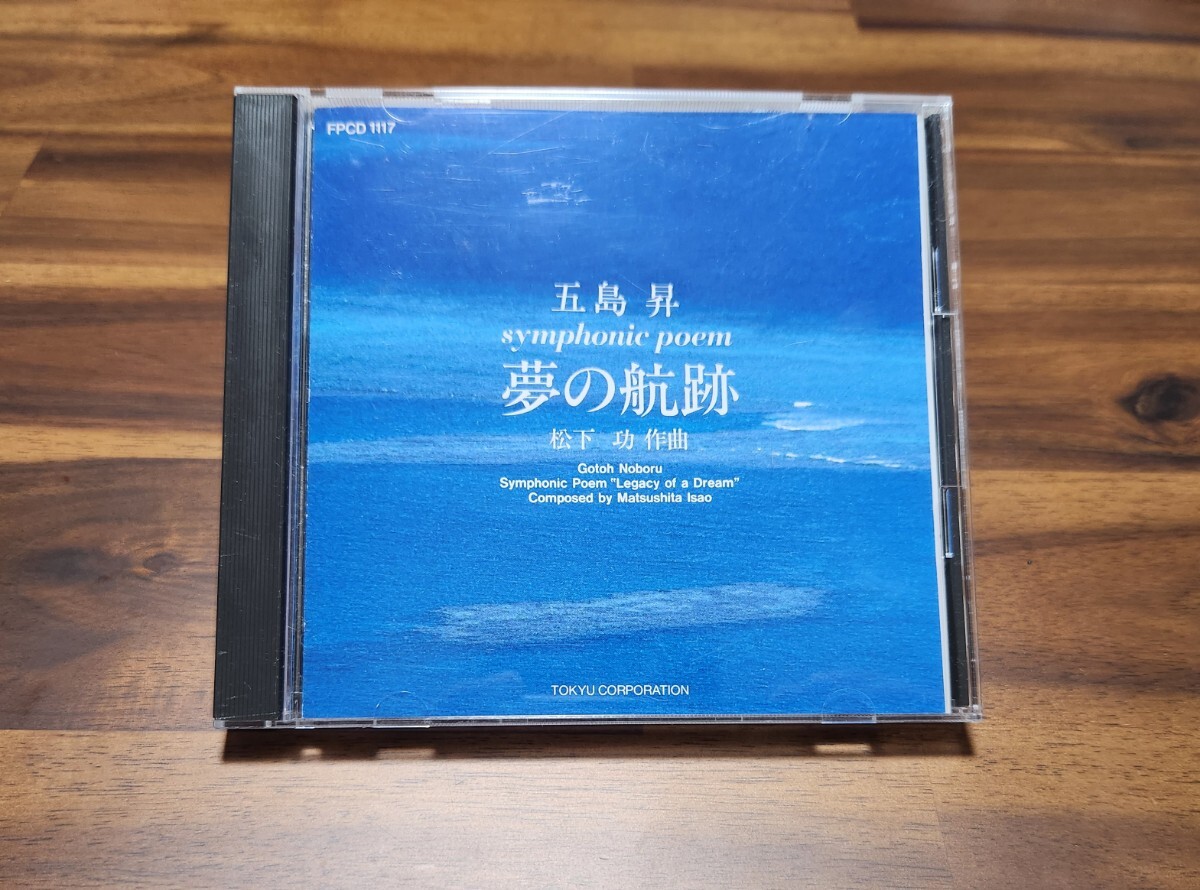 FPCD 1117
五島 昇
symphonic poem
夢の航跡
松下 功 作曲
Gotoh Noboru
Symphonic Poem "Legacy of a Dream"
Composed by Matsushita Isao
TOKYU CORPORATION